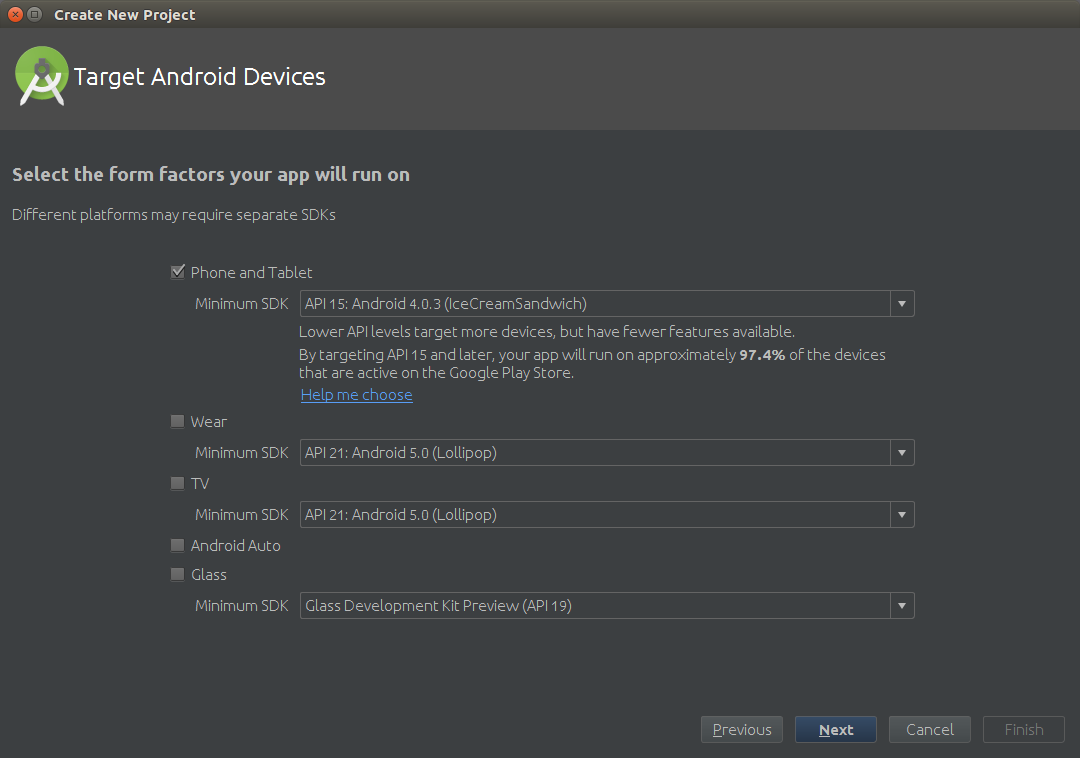 Create New Project
Target Android Devices
Select the form factors your app will run on
Different platforms may require separate SDKs
Phone and Tablet
Minimum SDK API 15: Android 4.0.3 (IceCreamSandwich)
Lower API levels target more devices, but have fewer features available.
By targeting API 15 and later, your app will run on approximately 97.4% of the devices
that are active on the Google Play Store.
Help me choose
Wear
Minimum SDK API 21: Android 5.0 (Lollipop)
TV
Minimum SDK API 21: Android 5.0 (Lollipop)
Android Auto
Glass
Minimum SDK Glass Development Kit Preview (API 19)
Previous Next Cancel Finish